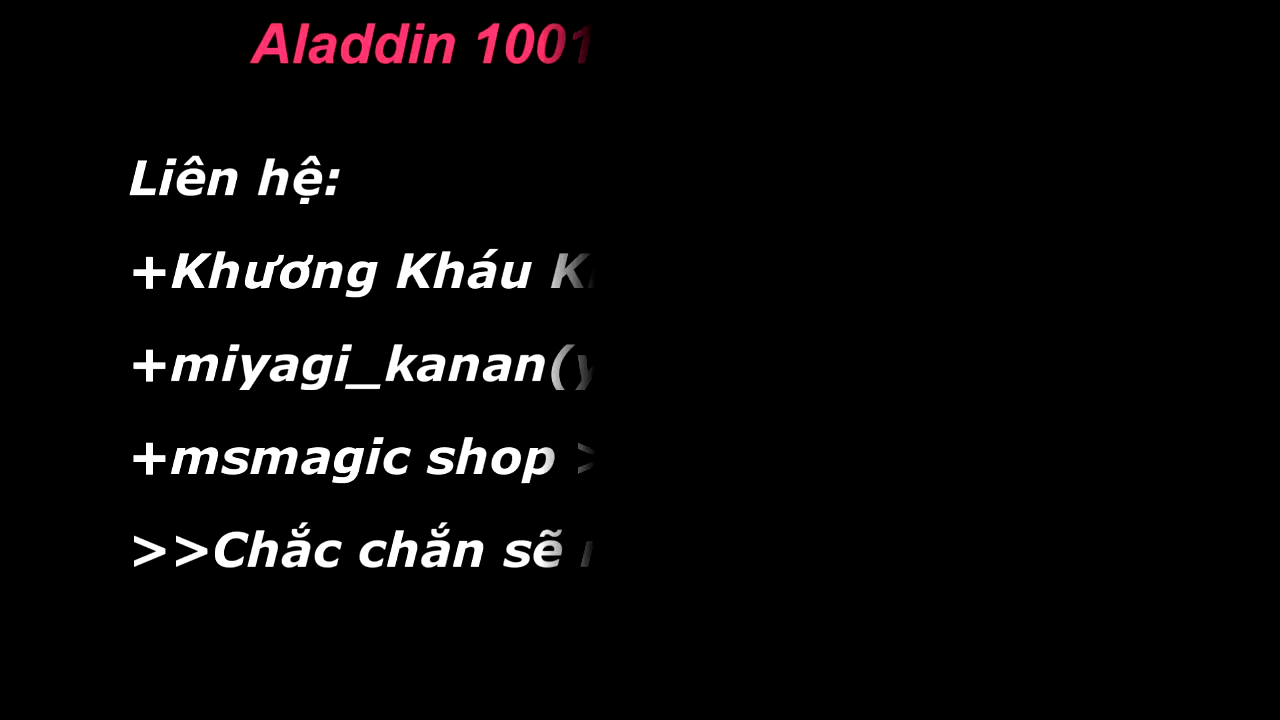 Aladdin 1001
Liên hệ:
+Khương Kháu
+miyagi_kanan(y
+msmagic shop >
>>Chắc chắn sẽ